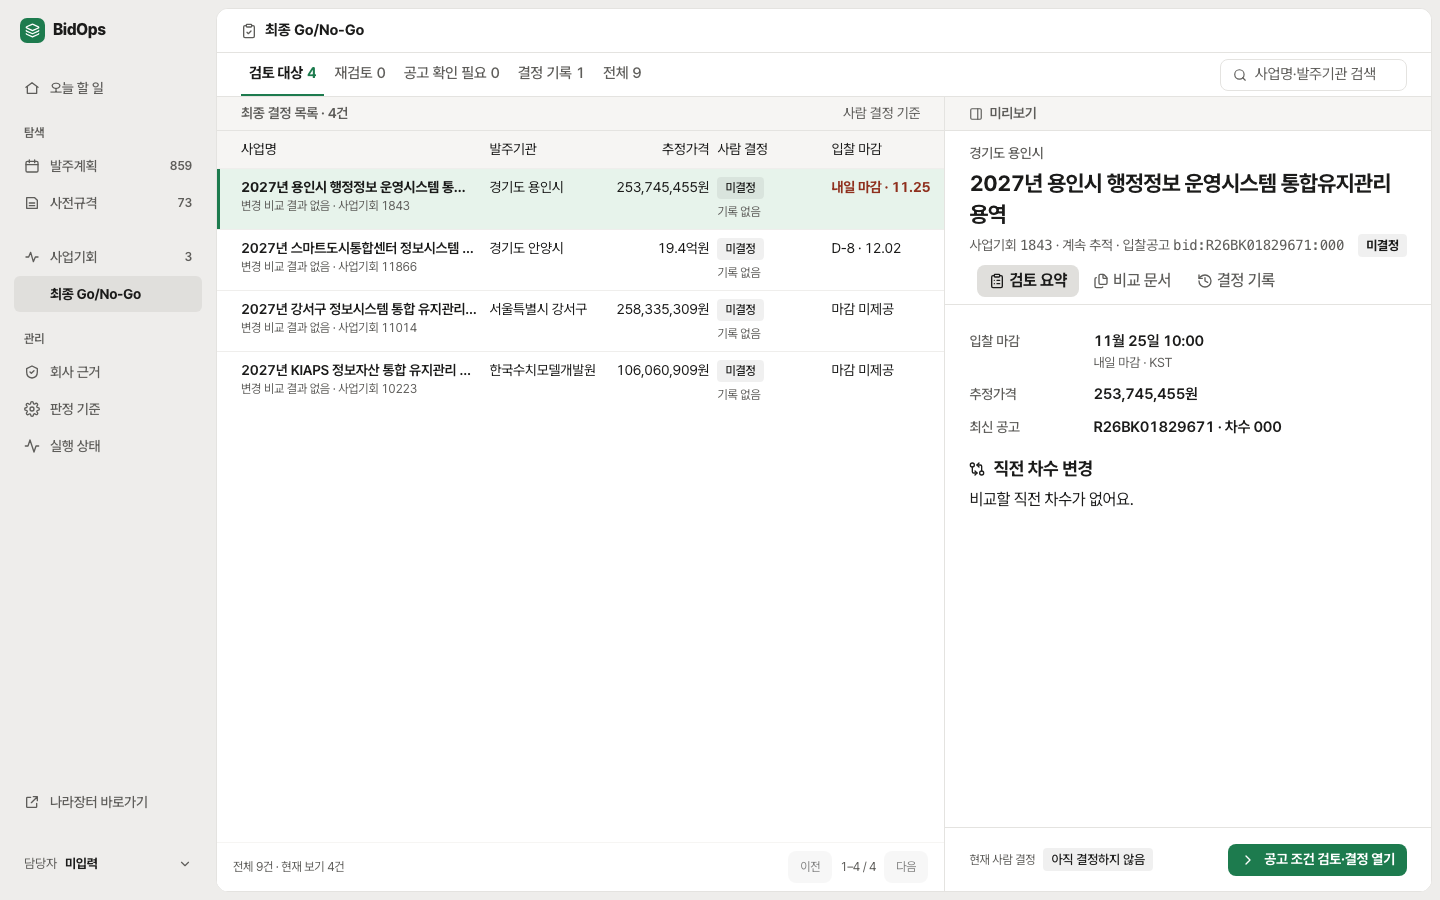 BidOps
오늘 할 일
탐색
발주계획 859
사전규격 73
사업기회 3
최종 Go/No-Go
관리
회사 근거
판정 기준
실행 상태
나라장터 바로가기
담당자 미입력
최종 Go/No-Go
검토 대상 4 재검토 0 공고 확인 필요 0 결정 기록 1 전체 9
사업명·발주기관 검색
최종 결정 목록 · 4건 사람 결정 기준
사업명 발주기관 추정가격 사람 결정 입찰 마감
2027년 용인시 행정정보 운영시스템 통... 경기도 용인시 253,745,455원 미결정 내일 마감 · 11.25
변경 비교 결과 없음 · 사업기회 1843 기록 없음
2027년 스마트도시통합센터 정보시스템 ... 경기도 안양시 19.4억원 미결정 D-8 · 12.02
변경 비교 결과 없음 · 사업기회 11866 기록 없음
2027년 강서구 정보시스템 통합 유지관리... 서울특별시 강서구 258,335,309원 미결정 마감 미제공
변경 비교 결과 없음 · 사업기회 11014 기록 없음
2027년 KIAPS 정보자산 통합 유지관리 ... 한국수치모델개발원 106,060,909원 미결정 마감 미제공
변경 비교 결과 없음 · 사업기회 10223 기록 없음
전체 9건 · 현재 보기 4건 이전 1–4 / 4 다음
미리보기
경기도 용인시
2027년 용인시 행정정보 운영시스템 통합유지관리
용역
사업기회 1843 · 계속 추적 · 입찰공고 bid:R26BK01829671:000 미결정
검토 요약 비교 문서 결정 기록
입찰 마감 11월 25일 10:00
내일 마감 · KST
추정가격 253,745,455원
최신 공고 R26BK01829671 · 차수 000
직전 차수 변경
비교할 직전 차수가 없어요.
현재 사람 결정 아직 결정하지 않음 공고 조건 검토·결정 열기